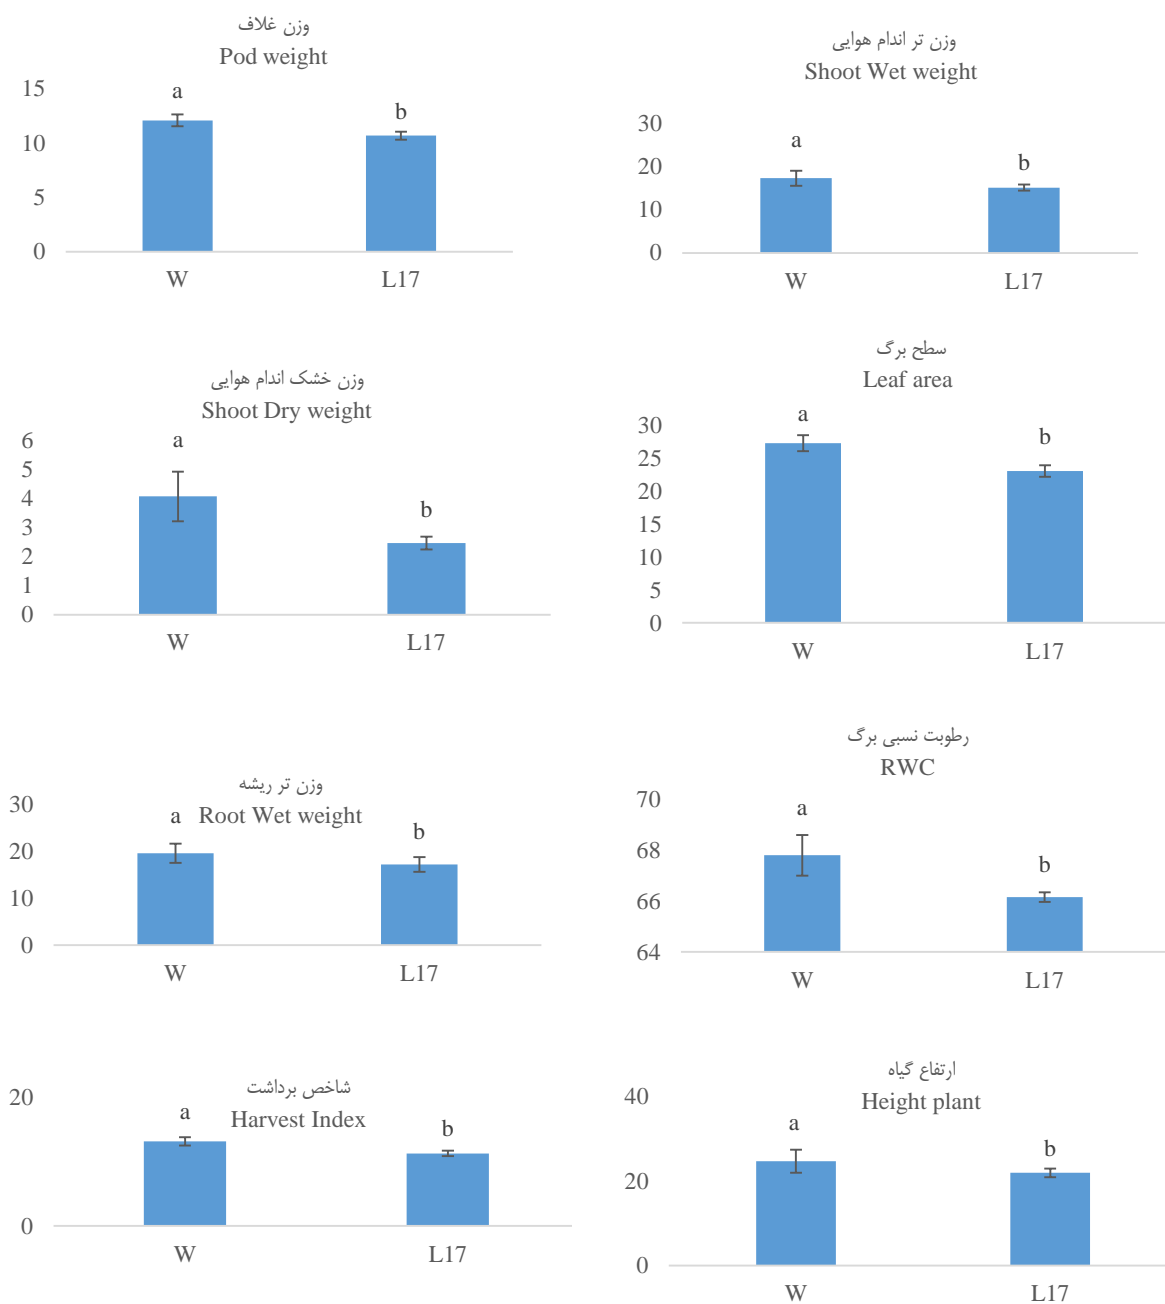 وزن غلاف
Pod weight
15
10
5
0
a
b
W
L17
وزن تر اندام هوایی
Shoot Wet weight
30
20
10
0
a
b
W
L17
وزن خشک اندام هوایی
Shoot Dry weight
6
5
4
3
2
1
0
a
b
W
L17
سطح برگ
Leaf area
30
25
20
15
10
5
0
a
b
W
L17
وزن تر ریشه
Root Wet weight
30
20
10
0
a
b
W
L17
رطوبت نسبی برگ
RWC
70
68
66
64
a
b
W
L17
شاخص برداشت
Harvest Index
20
0
a
b
W
L17
ارتفاع گیاه
Height plant
40
20
0
a
b
W
L17